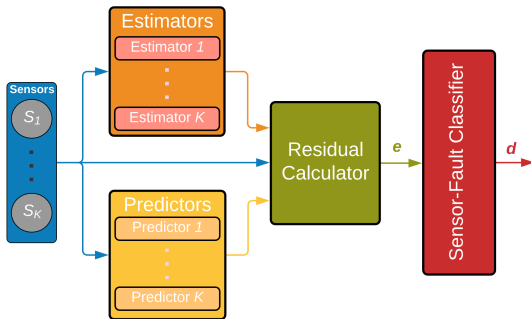 Sensors
S1
SK
Estimators
Estimator 1
Estimator K
Predictors
Predictor 1
Predictor K
Residual
Calculator
e
Sensor-Fault Classifier
d